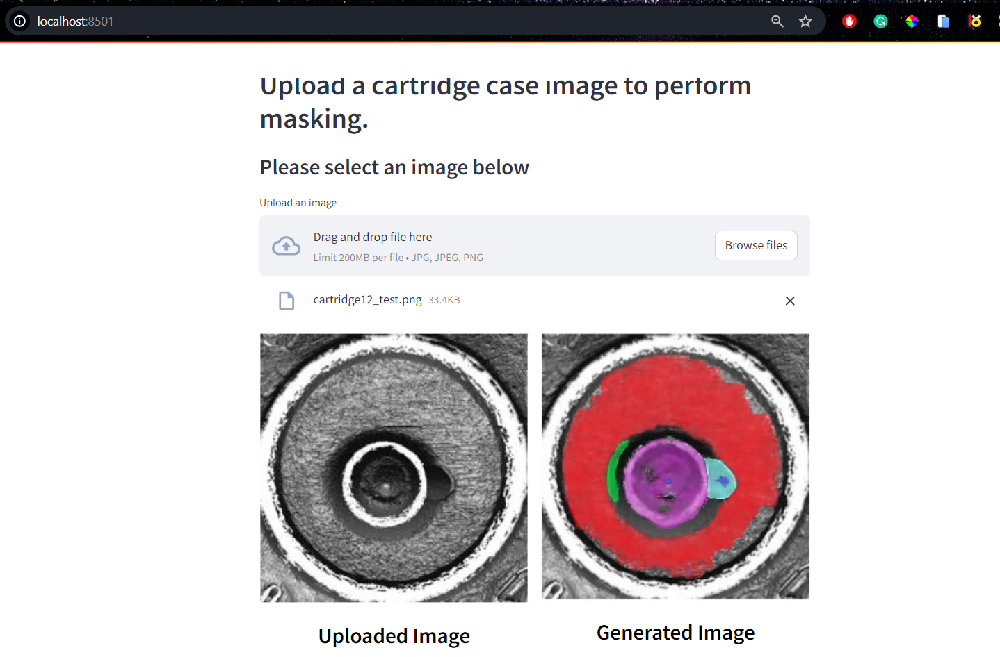 localhost:8501
Upload a cartridge case image to perform
masking.
Please select an image below
Upload an image
Drag and drop file here
Limit 200MB per file • JPG, JPEG, PNG
Browse files
cartridge12_test.png 33.4KB
Uploaded Image
Generated Image